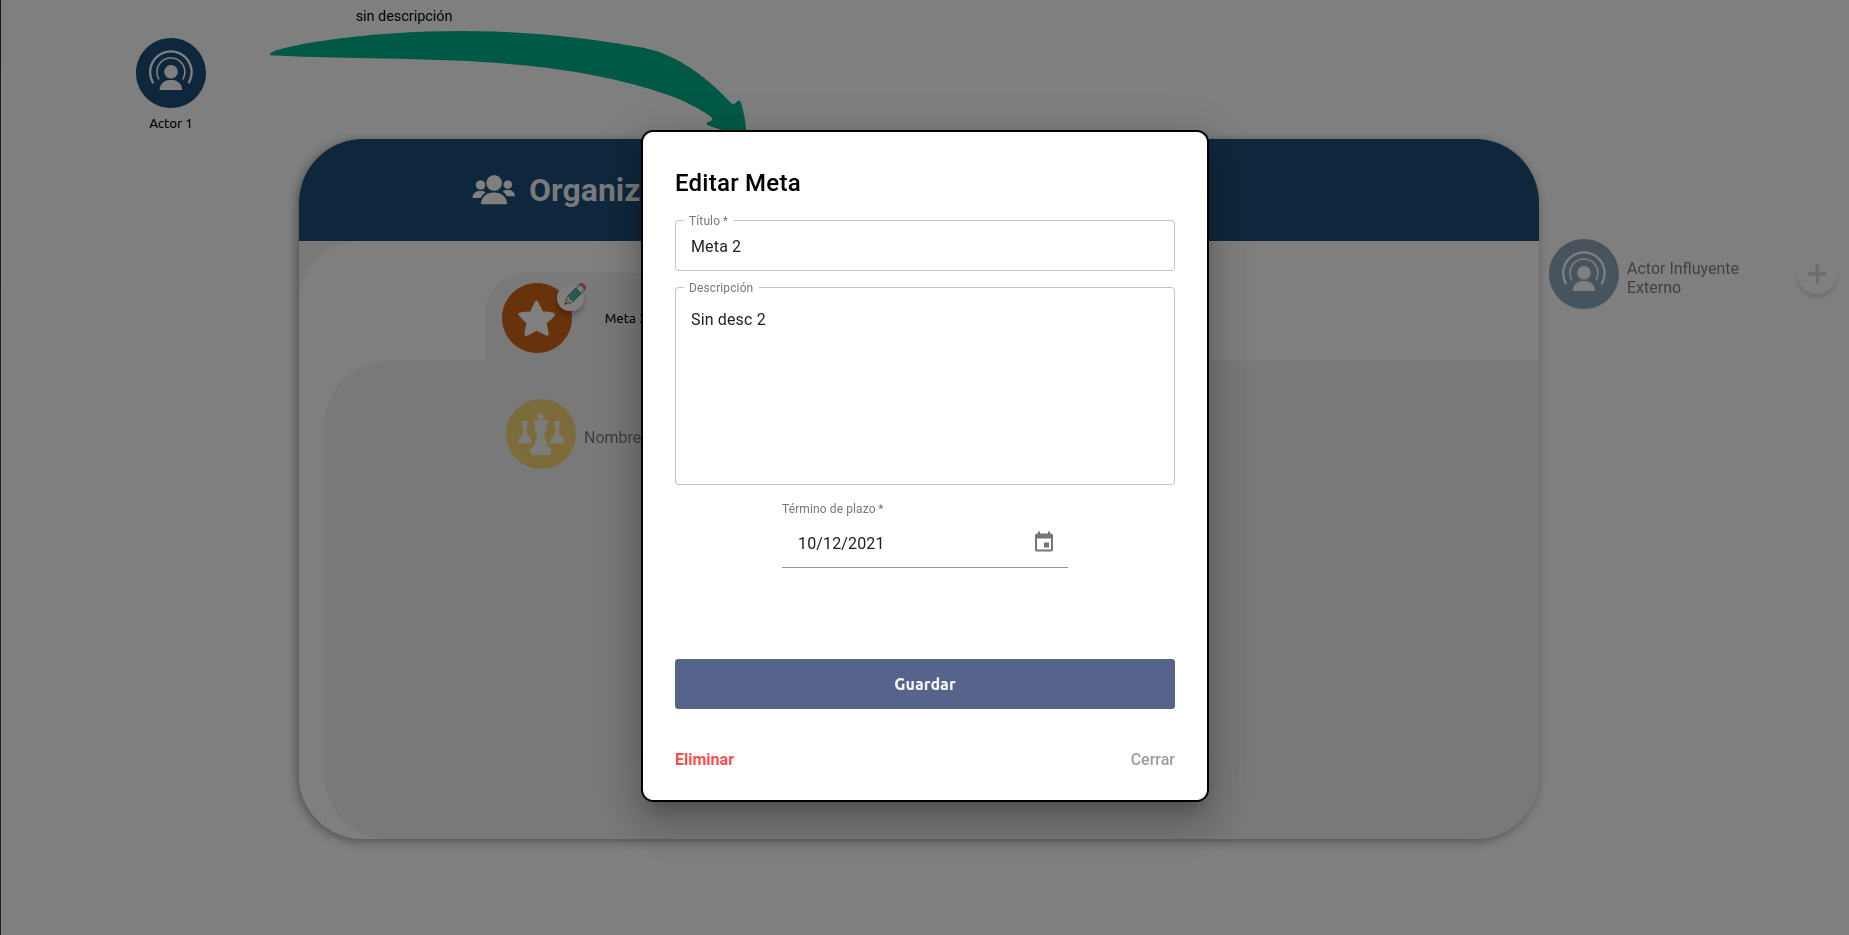 sin descripción
Actor 1
Organiz
Editar Meta
Título *
Meta 2
Descripción
Sin desc 2
Actor Influyente
Externo
Meta
Nombre
Término de plazo *
10/12/2021
Guardar
Eliminar
Cerrar